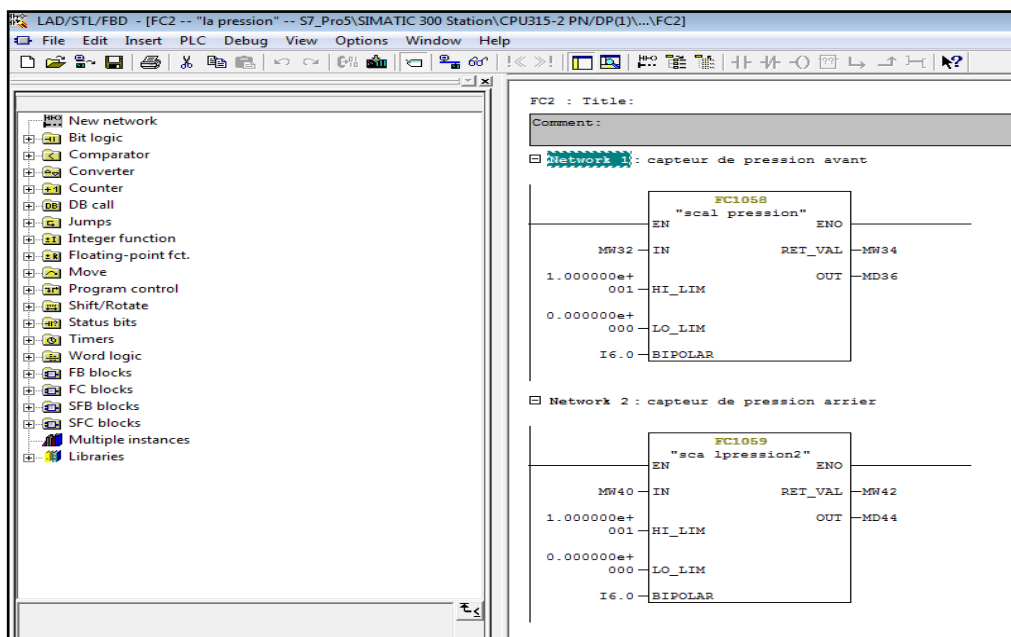 LAD/STL/FBD - [FC2 -- "la pression" -- S7_Pro5\SIMATIC 300 Station\CPU315-2 PN/DP(1)\...\FC2]
File Edit Insert PLC Debug View Options Window Help
New network
Bit logic
Comparator
Converter
Counter
DB call
Jumps
Integer function
Floating-point fct.
Move
Program control
Shift/Rotate
Status bits
Timers
Word logic
FB blocks
FC blocks
SFB blocks
SFC blocks
Multiple instances
Libraries
FC2 : Title:
Comment:
Network 1: capteur de pression avant
FC1058
"scal pression"
EN ENO
MW32 IN RET_VAL MW34
1.000000e+ OUT MD36
001 HI_LIM
0.000000e+
000 LO_LIM
I6.0 BIPOLAR
Network 2 : capteur de pression arrier
FC1059
"sca lpression2"
EN ENO
MW40 IN RET_VAL MW42
1.000000e+ OUT MD44
001 HI_LIM
0.000000e+
000 LO_LIM
I6.0 BIPOLAR